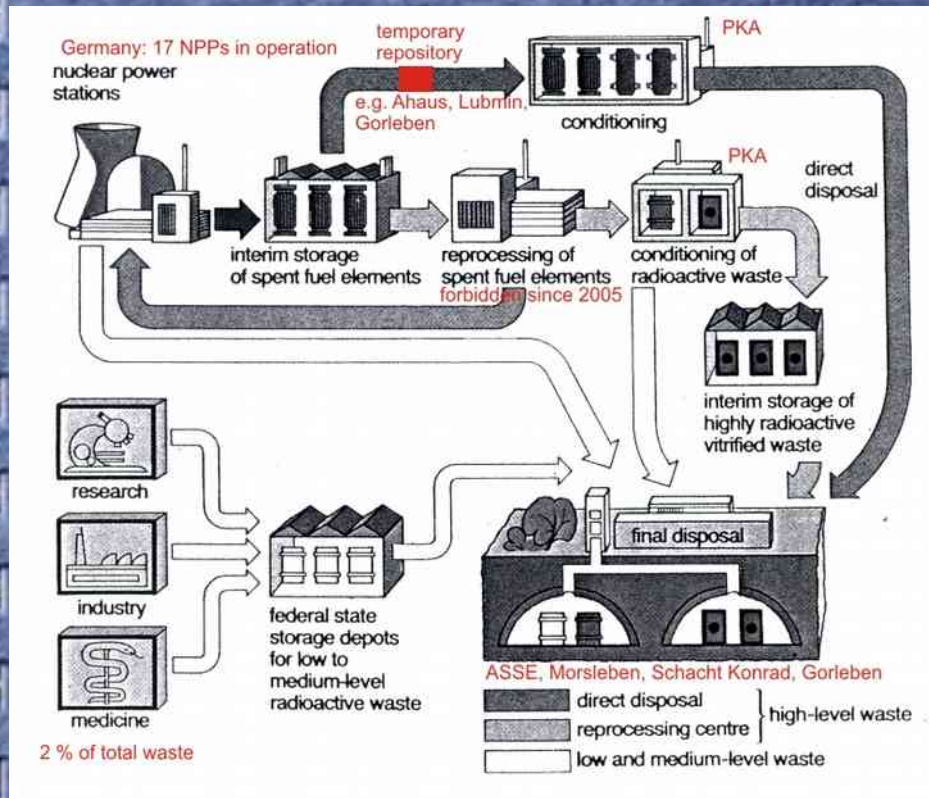 Germany: 17 NPPs in operation
nuclear power
stations
temporary
repository
e.g. Ahaus, Lubmin,
Gorleben
PKA
conditioning
direct
disposal
interim storage
of spent fuel elements
reprocessing of
spent fuel elements
forbidden since 2005
PKA
conditioning of
radioactive waste
interim storage of
highly radioactive
vitrified waste
research
industry
medicine
2 % of total waste
federal state
storage depots
for low to
medium-level
radioactive waste
final disposal
ASSE, Morsleben, Schacht Konrad, Gorleben
direct disposal
reprocessing centre
high-level waste
low and medium-level waste